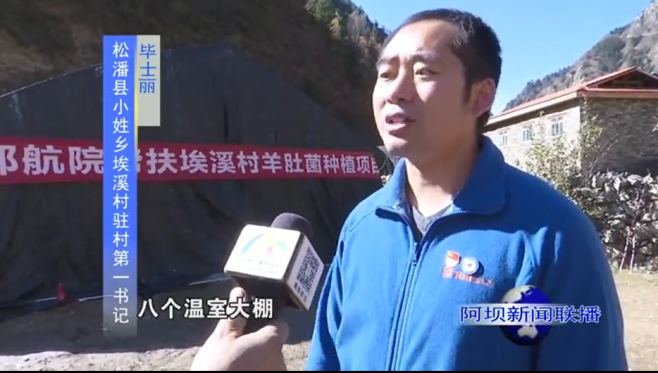 毕士丽
松潘县小姓乡埃溪村驻村第一书记
航院帮扶埃溪村羊肚菌种植项
八个温室大棚
阿坝新闻联播